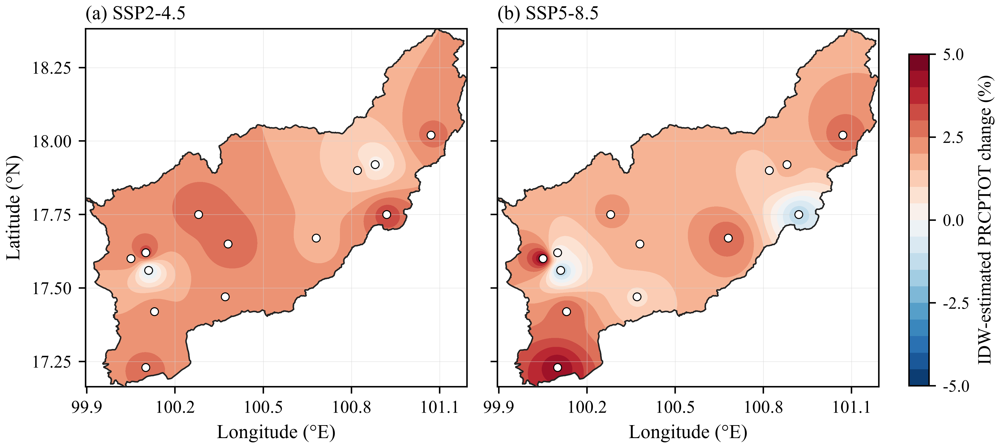 (a) SSP2-4.5
(b) SSP5-8.5
18.25
18.00
17.75
17.50
17.25
Latitude (°N)
99.9 100.2 100.5 100.8 101.1
Longitude (°E)
99.9 100.2 100.5 100.8 101.1
Longitude (°E)
5.0
2.5
0.0
-2.5
-5.0
IDW-estimated PRCPTOT change (%)